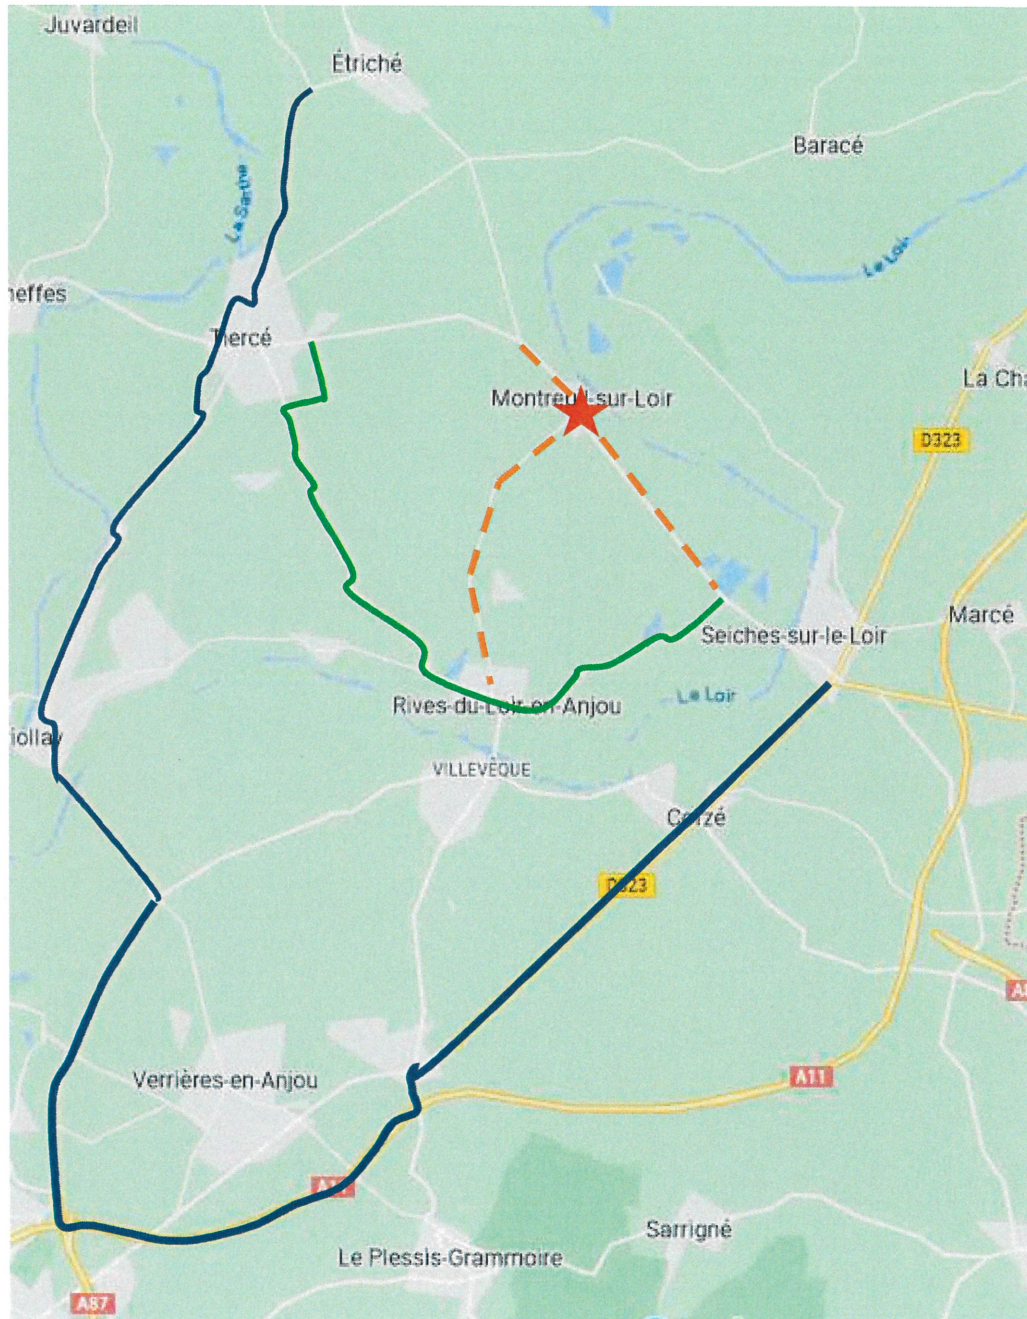 Juvardeil
Étriché
Baracé
La Sarthe
Le Loir
neffes
Tiercé
La Cha
Montreuil-sur-Loir
D323
Marcé
Seiches-sur-le-Loir
Le Loir
Rives-du-Loir-en-Anjou
riollay
VILLEVÊQUE
Corzé
D323
A11
Verrières-en-Anjou
A11
Sarrigné
Le Plessis-Grammoire
A87